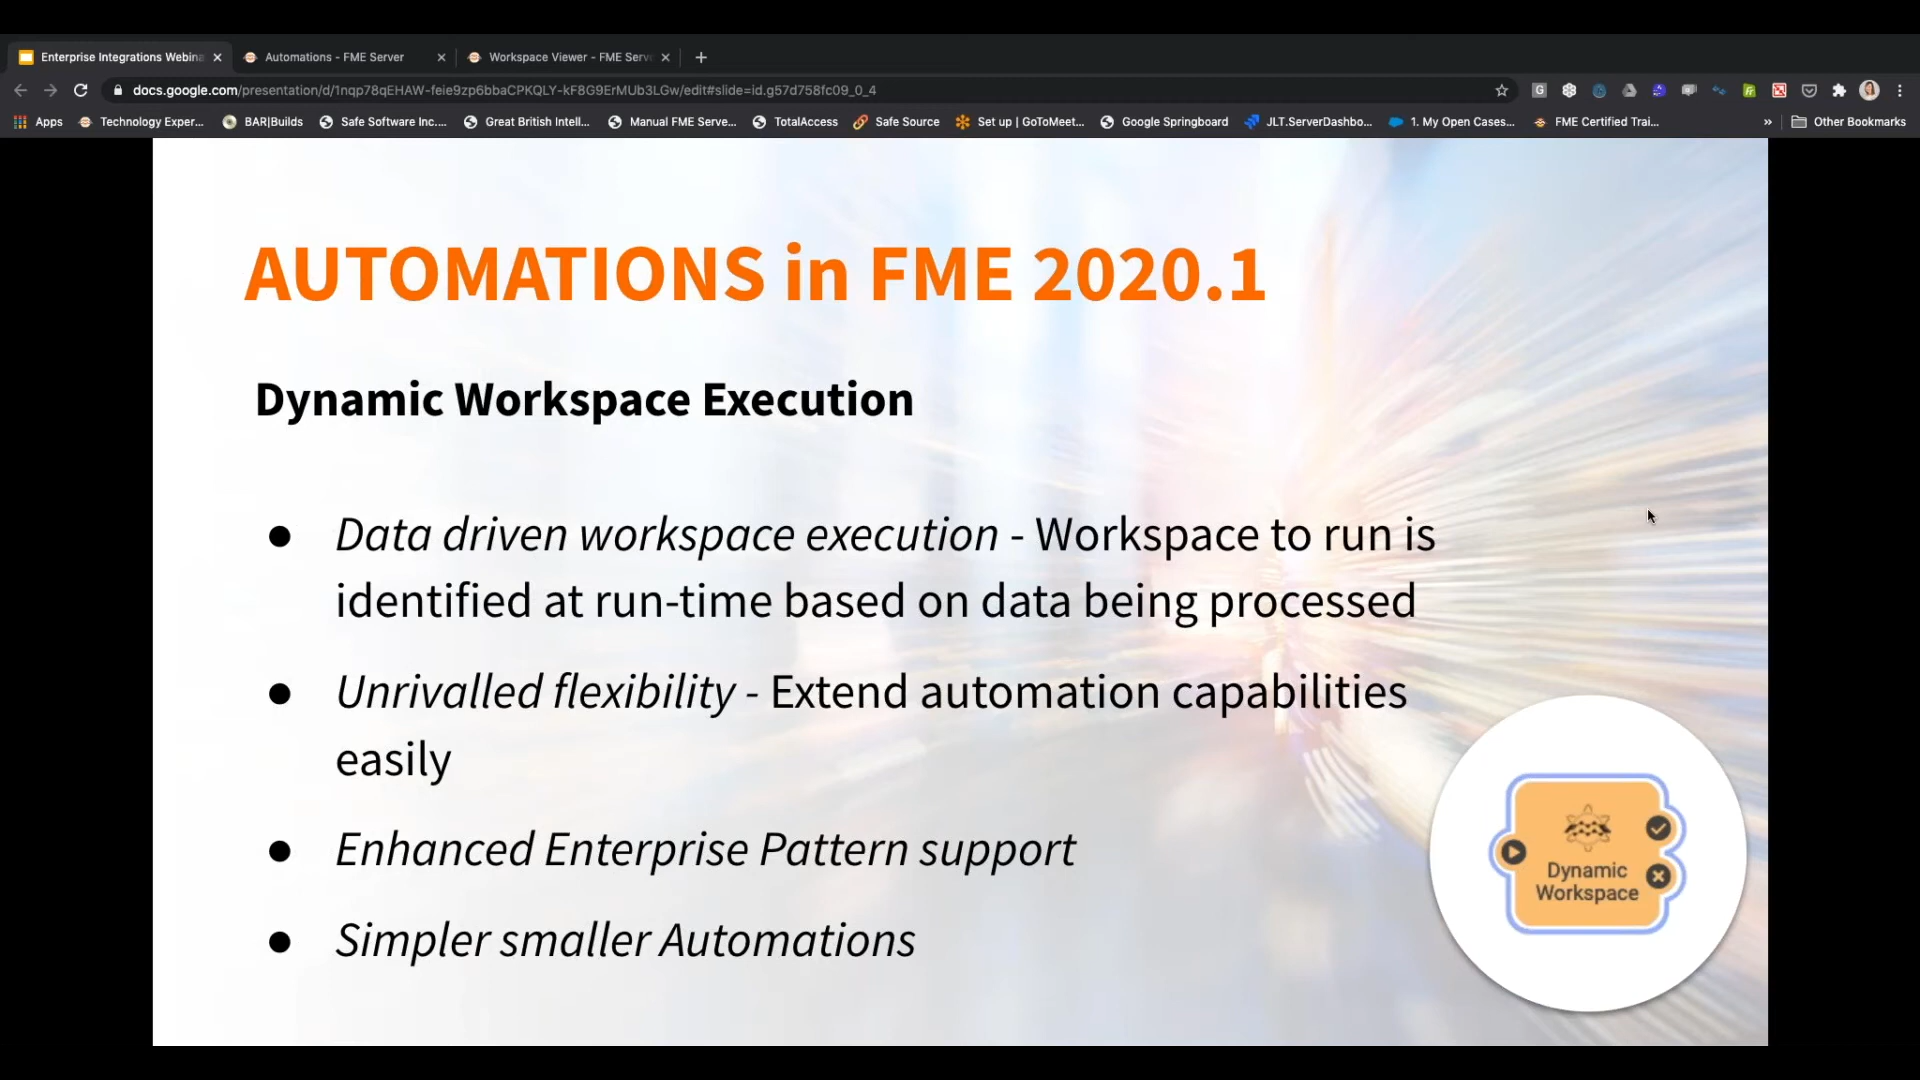 Enterprise Integrations Webina
Automations - FME Server
Workspace Viewer - FME Serv
docs.google.com/presentation/d/1nqp78qEHAW-feie9zp6bbaCPKQLY-kF8G9ErMUb3LGw/edit#slide=id.g57d758fc09_0_4
Apps
Technology Exper...
BAR|Builds
Safe Software Inc....
Great British Intell...
Manual FME Serve...
TotalAccess
Safe Source
Set up | GoToMeet...
Google Springboard
JLT.ServerDashbo...
1. My Open Cases...
FME Certified Trai...
»
Other Bookmarks
AUTOMATIONS in FME 2020.1
Dynamic Workspace Execution
● Data driven workspace execution - Workspace to run is
identified at run-time based on data being processed
● Unrivalled flexibility - Extend automation capabilities
easily
● Enhanced Enterprise Pattern support
● Simpler smaller Automations
Dynamic
Workspace